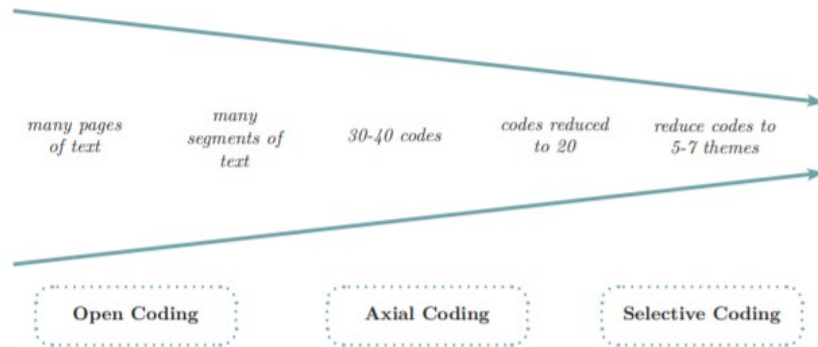 many pages
of text
many
segments of
text
30-40 codes
codes reduced
to 20
reduce codes to
5-7 themes
Open Coding
Axial Coding
Selective Coding